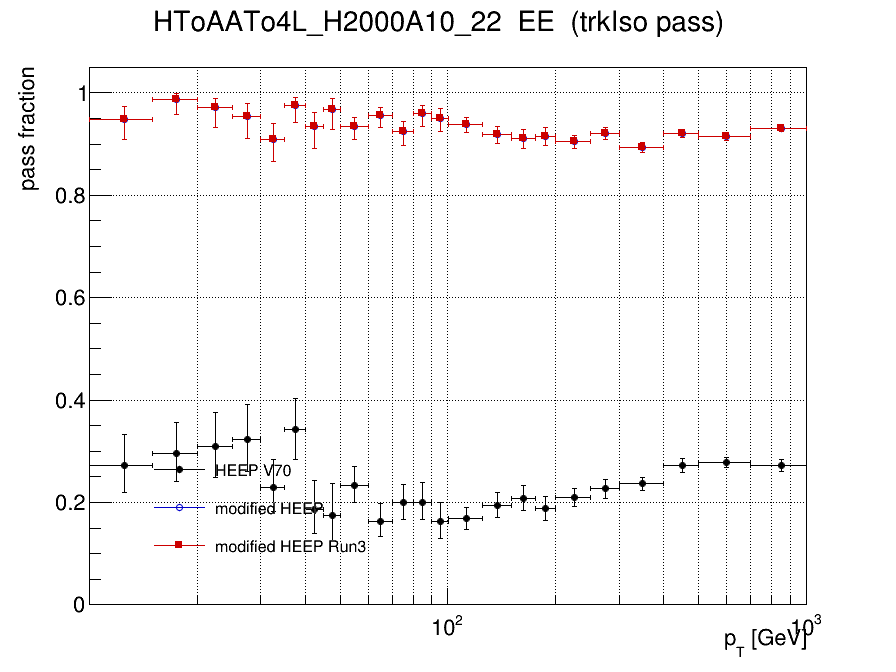 HToAATo4L_H2000A10_22 EE (trkIso pass)
pass fraction
1
0.8
0.6
0.4
0.2
0
HEEP V70
modified HEEP
modified HEEP Run3
10²
10³
p_T [GeV]